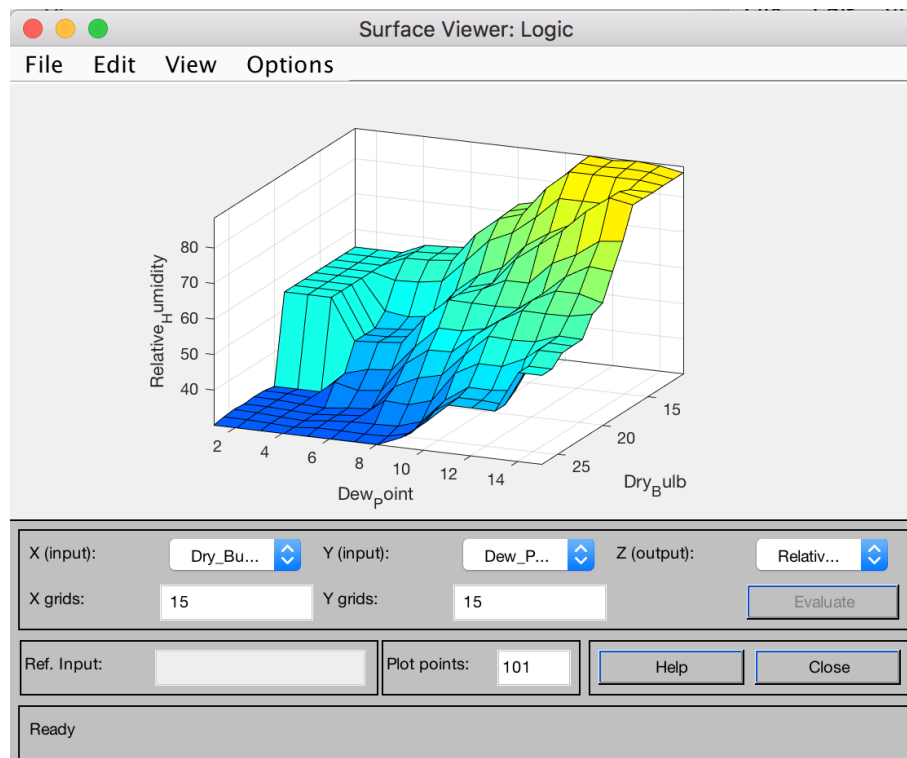 Surface Viewer: Logic
File Edit View Options
80
70
60
50
40
Relative_Humidity
2 4 6 8 10 12 14
Dew_Point
15
20
25
Dry_Bulb
X (input): Dry_Bu... Y (input): Dew_P... Z (output): Relativ...
X grids: 15 Y grids: 15 Evaluate
Ref. Input: Plot points: 101 Help Close
Ready